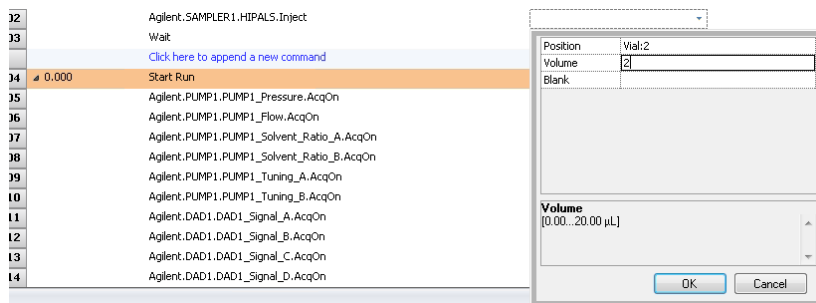 02 Agilent.SAMPLER1.HIPALS.Inject
03 Wait
Click here to append a new command
04 0.000 Start Run
05 Agilent.PUMP1.PUMP1_Pressure.AcqOn
06 Agilent.PUMP1.PUMP1_Flow.AcqOn
07 Agilent.PUMP1.PUMP1_Solvent_Ratio_A.AcqOn
08 Agilent.PUMP1.PUMP1_Solvent_Ratio_B.AcqOn
09 Agilent.PUMP1.PUMP1_Tuning_A.AcqOn
10 Agilent.PUMP1.PUMP1_Tuning_B.AcqOn
11 Agilent.DAD1.DAD1_Signal_A.AcqOn
12 Agilent.DAD1.DAD1_Signal_B.AcqOn
13 Agilent.DAD1.DAD1_Signal_C.AcqOn
14 Agilent.DAD1.DAD1_Signal_D.AcqOn
Position Vial:2
Volume 2
Blank
Volume
[0.00...20.00 µL]
OK Cancel